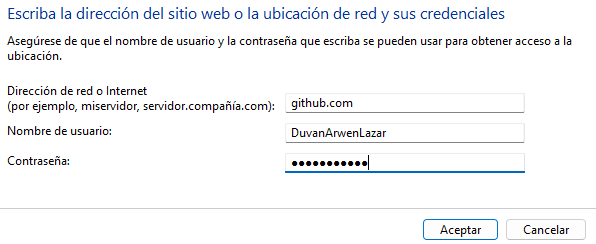 Escriba la dirección del sitio web o la ubicación de red y sus credenciales
Asegúrese de que el nombre de usuario y la contraseña que escriba se pueden usar para obtener acceso a la
ubicación.
Dirección de red o Internet
(por ejemplo, miservidor, servidor.compañía.com): github.com
Nombre de usuario: DuvanArwenLazar
Contraseña: ●●●●●●●●●●●
Aceptar Cancelar